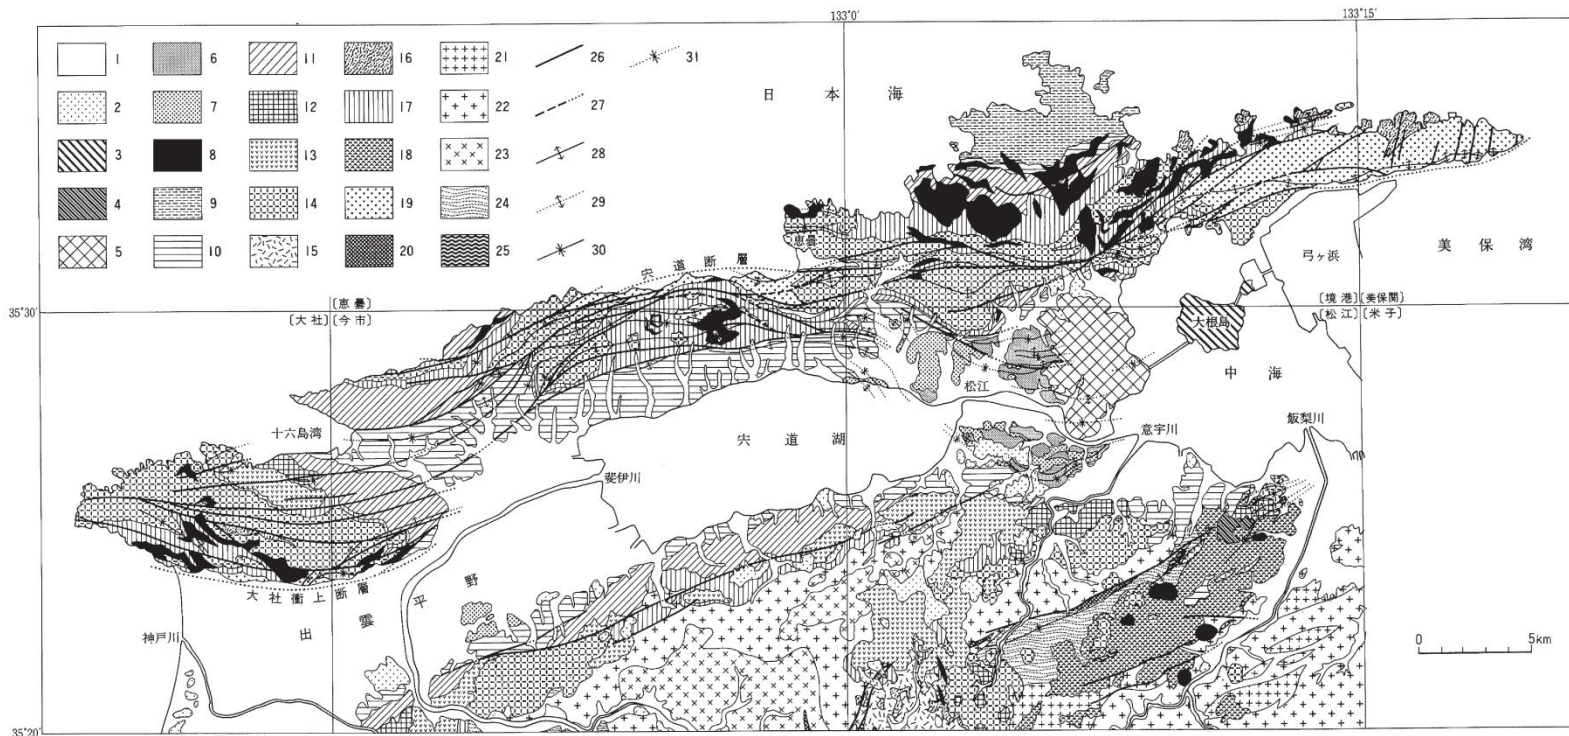 133°0′
133°15′
1 6 11 16 21 26 31
2 7 12 17 22 27
3 8 13 18 23 28
4 9 14 19 24 29
5 10 15 20 25 30
日本海
恵曇
美保湾
弓ヶ浜
宍道断層
35°30′
〔恵曇〕
〔大社〕〔今市〕
〔境港〕〔美保関〕
〔松江〕〔米子〕
大根島
中海
松江
飯梨川
十六島湾
宍道湖
意宇川
斐伊川
大社衝上断層
神戸川
出雲平野
0 5km
35°20′